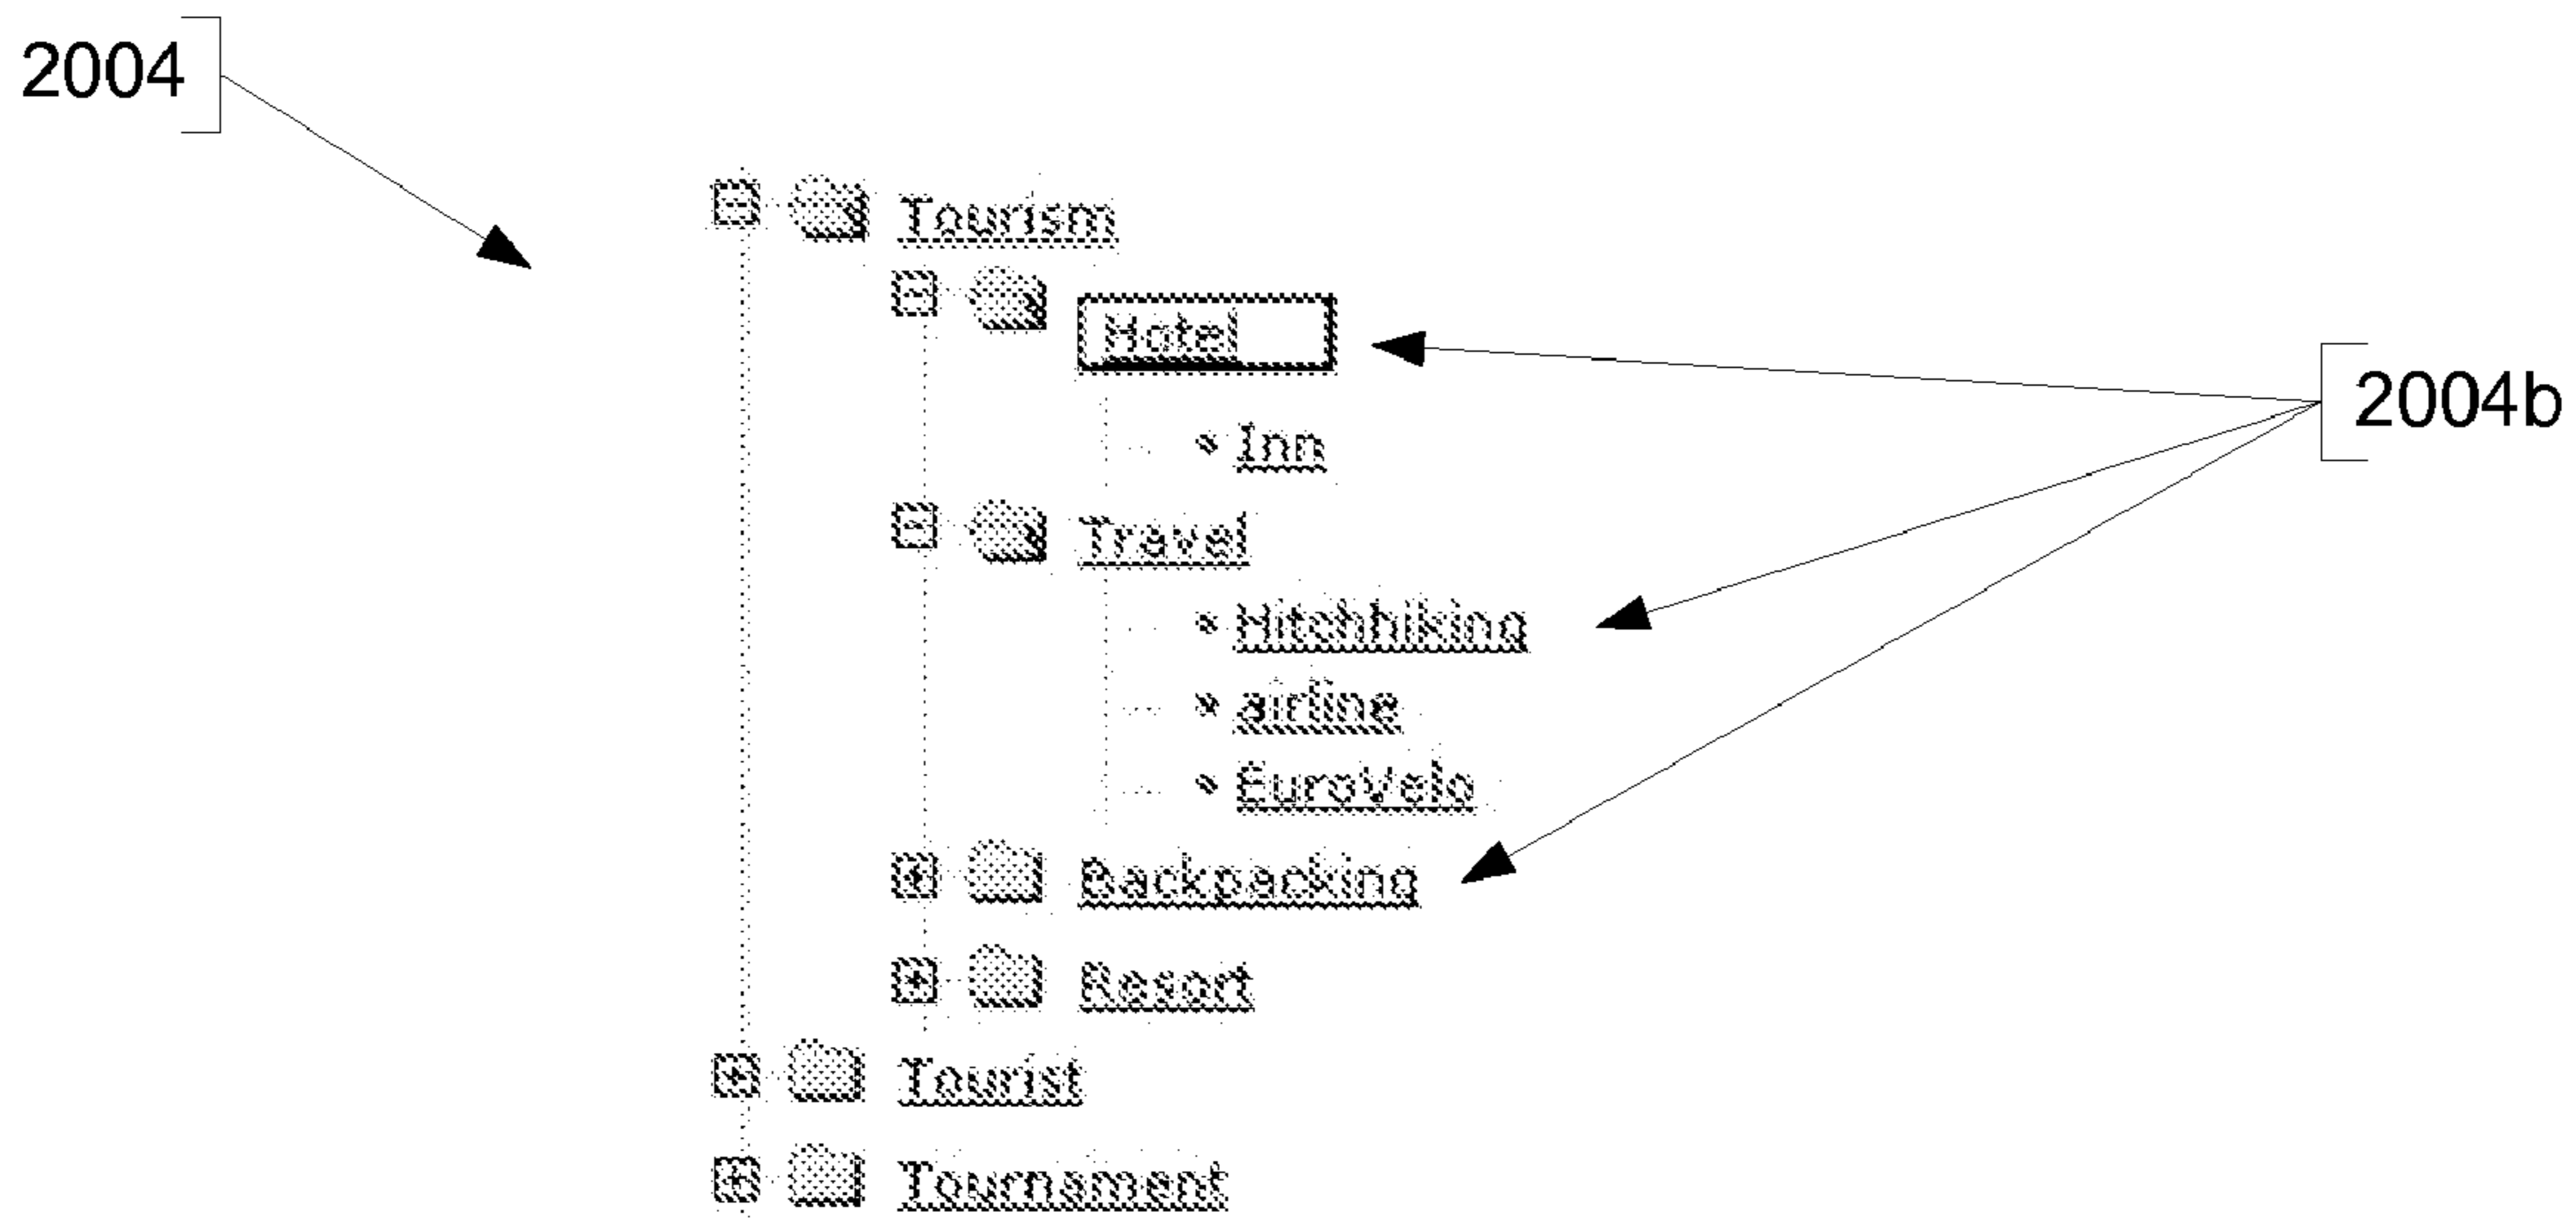 2004
Tourism
Hotel
2004b
Inn
Travel
Hitchhiking
airline
EuroVelo
Backpacking
Resort
Tourist
Tournament